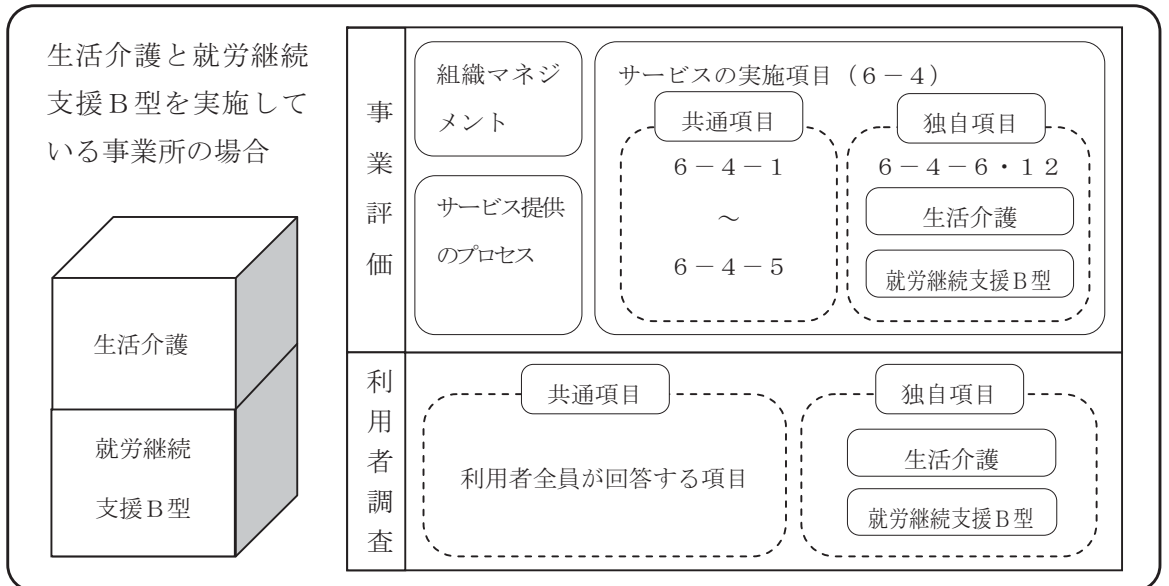 生活介護と就労継続
支援Ｂ型を実施して
いる事業所の場合
生活介護
就労継続
支援Ｂ型
事業評価
組織マネジ
メント
サービス提供
のプロセス
サービスの実施項目（６－４）
共通項目
６－４－１
～
６－４－５
独自項目
６－４－６・１２
生活介護
就労継続支援Ｂ型
利用者調査
共通項目
利用者全員が回答する項目
独自項目
生活介護
就労継続支援Ｂ型